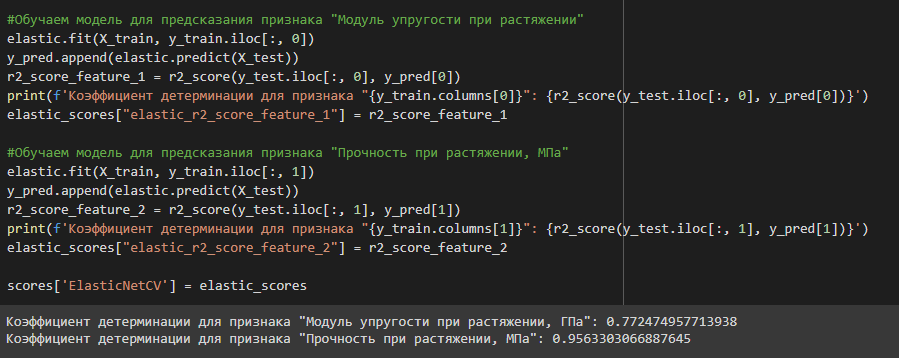 #Обучаем модель для предсказания признака "Модуль упругости при растяжении"
elastic.fit(X_train, y_train.iloc[:, 0])
y_pred.append(elastic.predict(X_test))
r2_score_feature_1 = r2_score(y_test.iloc[:, 0], y_pred[0])
print(f'Коэффициент детерминации для признака "{y_train.columns[0]}": {r2_score(y_test.iloc[:, 0], y_pred[0])}')
elastic_scores["elastic_r2_score_feature_1"] = r2_score_feature_1
#Обучаем модель для предсказания признака "Прочность при растяжении, МПа"
elastic.fit(X_train, y_train.iloc[:, 1])
y_pred.append(elastic.predict(X_test))
r2_score_feature_2 = r2_score(y_test.iloc[:, 1], y_pred[1])
print(f'Коэффициент детерминации для признака "{y_train.columns[1]}": {r2_score(y_test.iloc[:, 1], y_pred[1])}')
elastic_scores["elastic_r2_score_feature_2"] = r2_score_feature_2
scores['ElasticNetCV'] = elastic_scores
Коэффициент детерминации для признака "Модуль упругости при растяжении, ГПа": 0.772474957713938
Коэффициент детерминации для признака "Прочность при растяжении, МПа": 0.9563303066887645